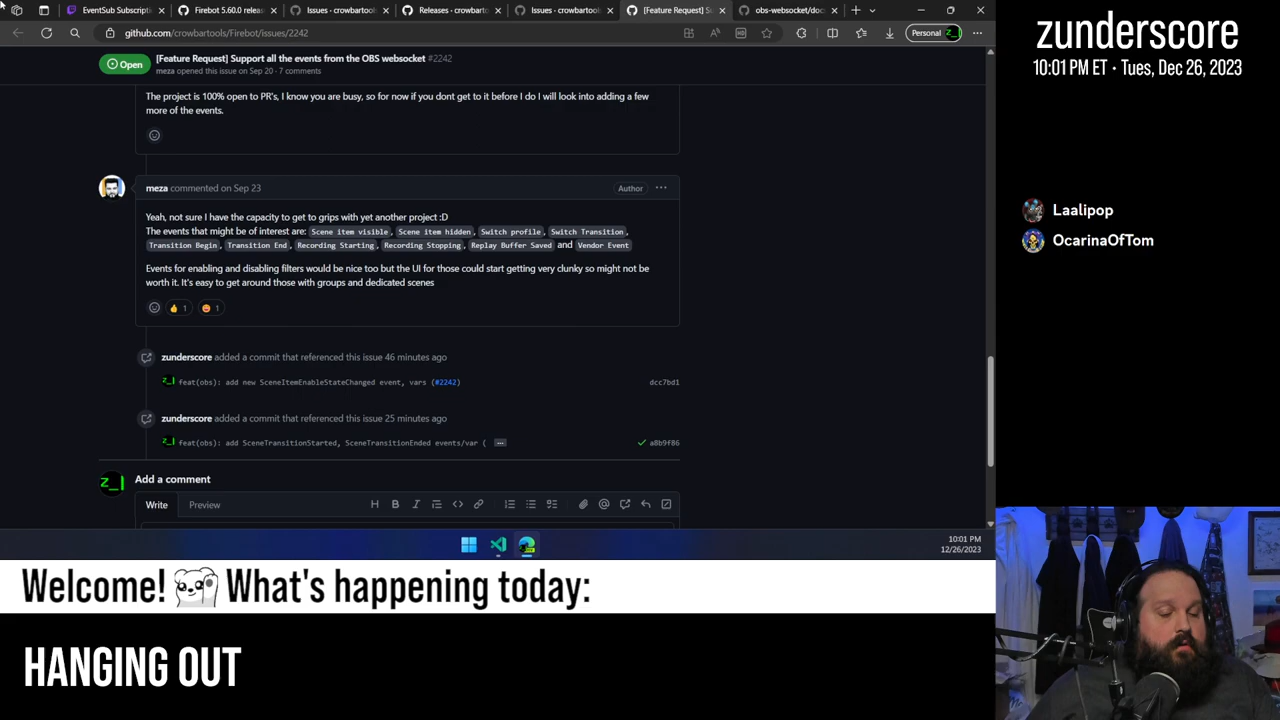 EventSub Subscripti
Firebot 5.60.0 relea
Issues · crowbartool
Releases · crowbart
Issues · crowbartool
[Feature Request] Su
obs-websocket/doc
github.com/crowbartools/Firebot/issues/2242
Personal
Open
[Feature Request] Support all the events from the OBS websocket #2242
meza opened this issue on Sep 20 · 7 comments
The project is 100% open to PR's, I know you are busy, so for now if you dont get to it before I do I will look into adding a few
more of the events.
meza commented on Sep 23
Author
Yeah, not sure I have the capacity to get to grips with yet another project :D
The events that might be of interest are: Scene item visible, Scene item hidden, Switch profile, Switch Transition,
Transition Begin, Transition End, Recording Starting, Recording Stopping, Replay Buffer Saved and Vendor Event
Events for enabling and disabling filters would be nice too but the UI for those could start getting very clunky so might not be
worth it. It's easy to get around those with groups and dedicated scenes
1
1
zunderscore added a commit that referenced this issue 46 minutes ago
z_| feat(obs): add new SceneItemEnableStateChanged event, vars (#2242)
dcc7bd1
zunderscore added a commit that referenced this issue 25 minutes ago
z_| feat(obs): add SceneTransitionStarted, SceneTransitionEnded events/var ( ...
a8b9f86
z_|
Add a comment
Write
Preview
10:01 PM
12/26/2023
zunderscore
10:01 PM ET · Tues, Dec 26, 2023
Laalipop
OcarinaOfTom
Welcome! What's happening today:
HANGING OUT